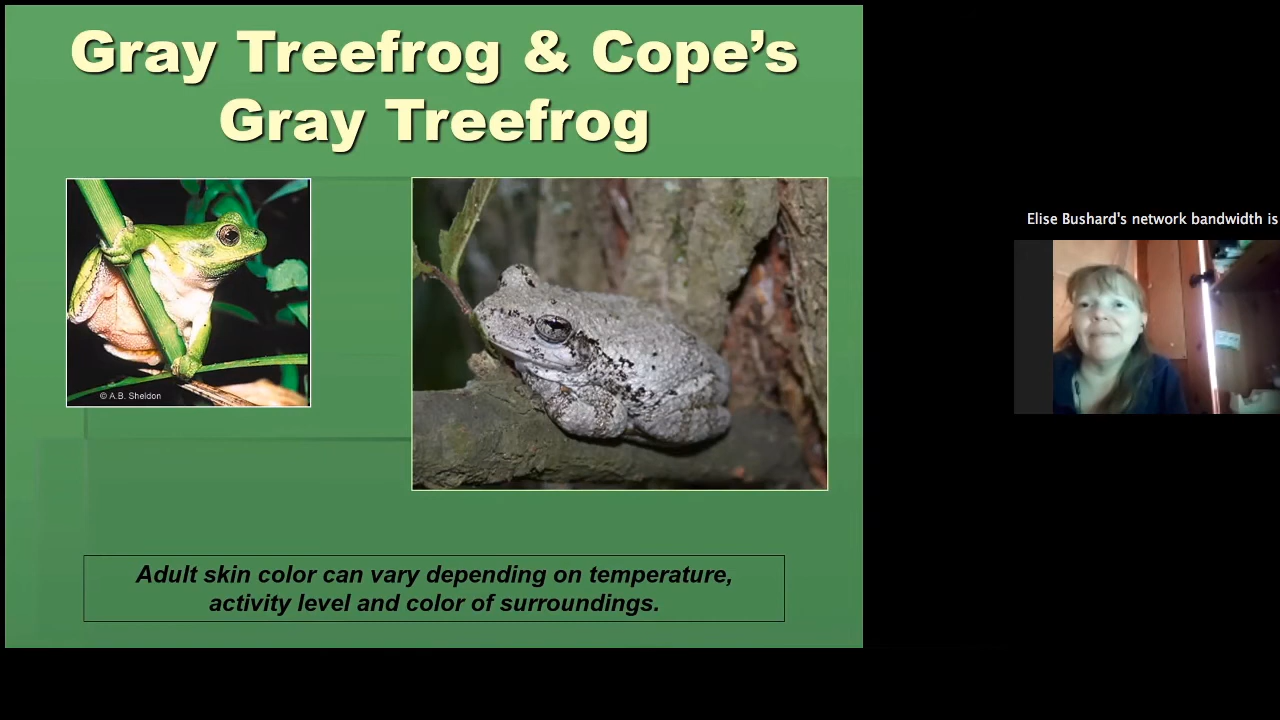 Gray Treefrog & Cope's
Gray Treefrog
Elise Bushard's network bandwidth is
© A.B. Sheldon
Adult skin color can vary depending on temperature,
activity level and color of surroundings.